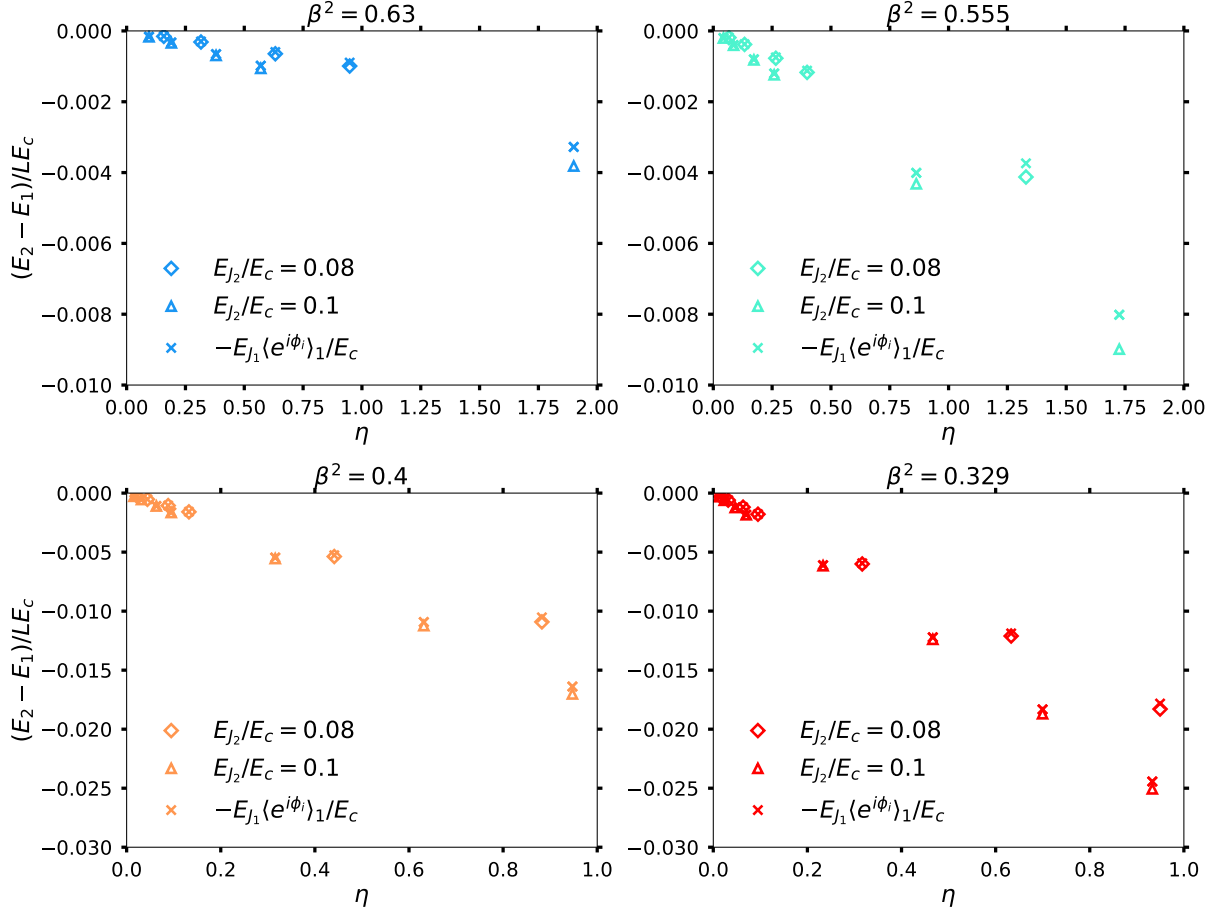 β² = 0.63
0.000
−0.002
−0.004
−0.006
−0.008
−0.010
(E₂ − E₁)/LE_c
E_{J₂}/E_c = 0.08
E_{J₂}/E_c = 0.1
−E_{J₁}⟨e^{iϕ_i}⟩₁/E_c
0.00 0.25 0.50 0.75 1.00 1.25 1.50 1.75 2.00
η
β² = 0.555
0.000
−0.002
−0.004
−0.006
−0.008
−0.010
E_{J₂}/E_c = 0.08
E_{J₂}/E_c = 0.1
−E_{J₁}⟨e^{iϕ_i}⟩₁/E_c
0.00 0.25 0.50 0.75 1.00 1.25 1.50 1.75 2.00
η
β² = 0.4
0.000
−0.005
−0.010
−0.015
−0.020
−0.025
−0.030
(E₂ − E₁)/LE_c
E_{J₂}/E_c = 0.08
E_{J₂}/E_c = 0.1
−E_{J₁}⟨e^{iϕ_i}⟩₁/E_c
0.0 0.2 0.4 0.6 0.8 1.0
η
β² = 0.329
0.000
−0.005
−0.010
−0.015
−0.020
−0.025
−0.030
E_{J₂}/E_c = 0.08
E_{J₂}/E_c = 0.1
−E_{J₁}⟨e^{iϕ_i}⟩₁/E_c
0.0 0.2 0.4 0.6 0.8 1.0
η